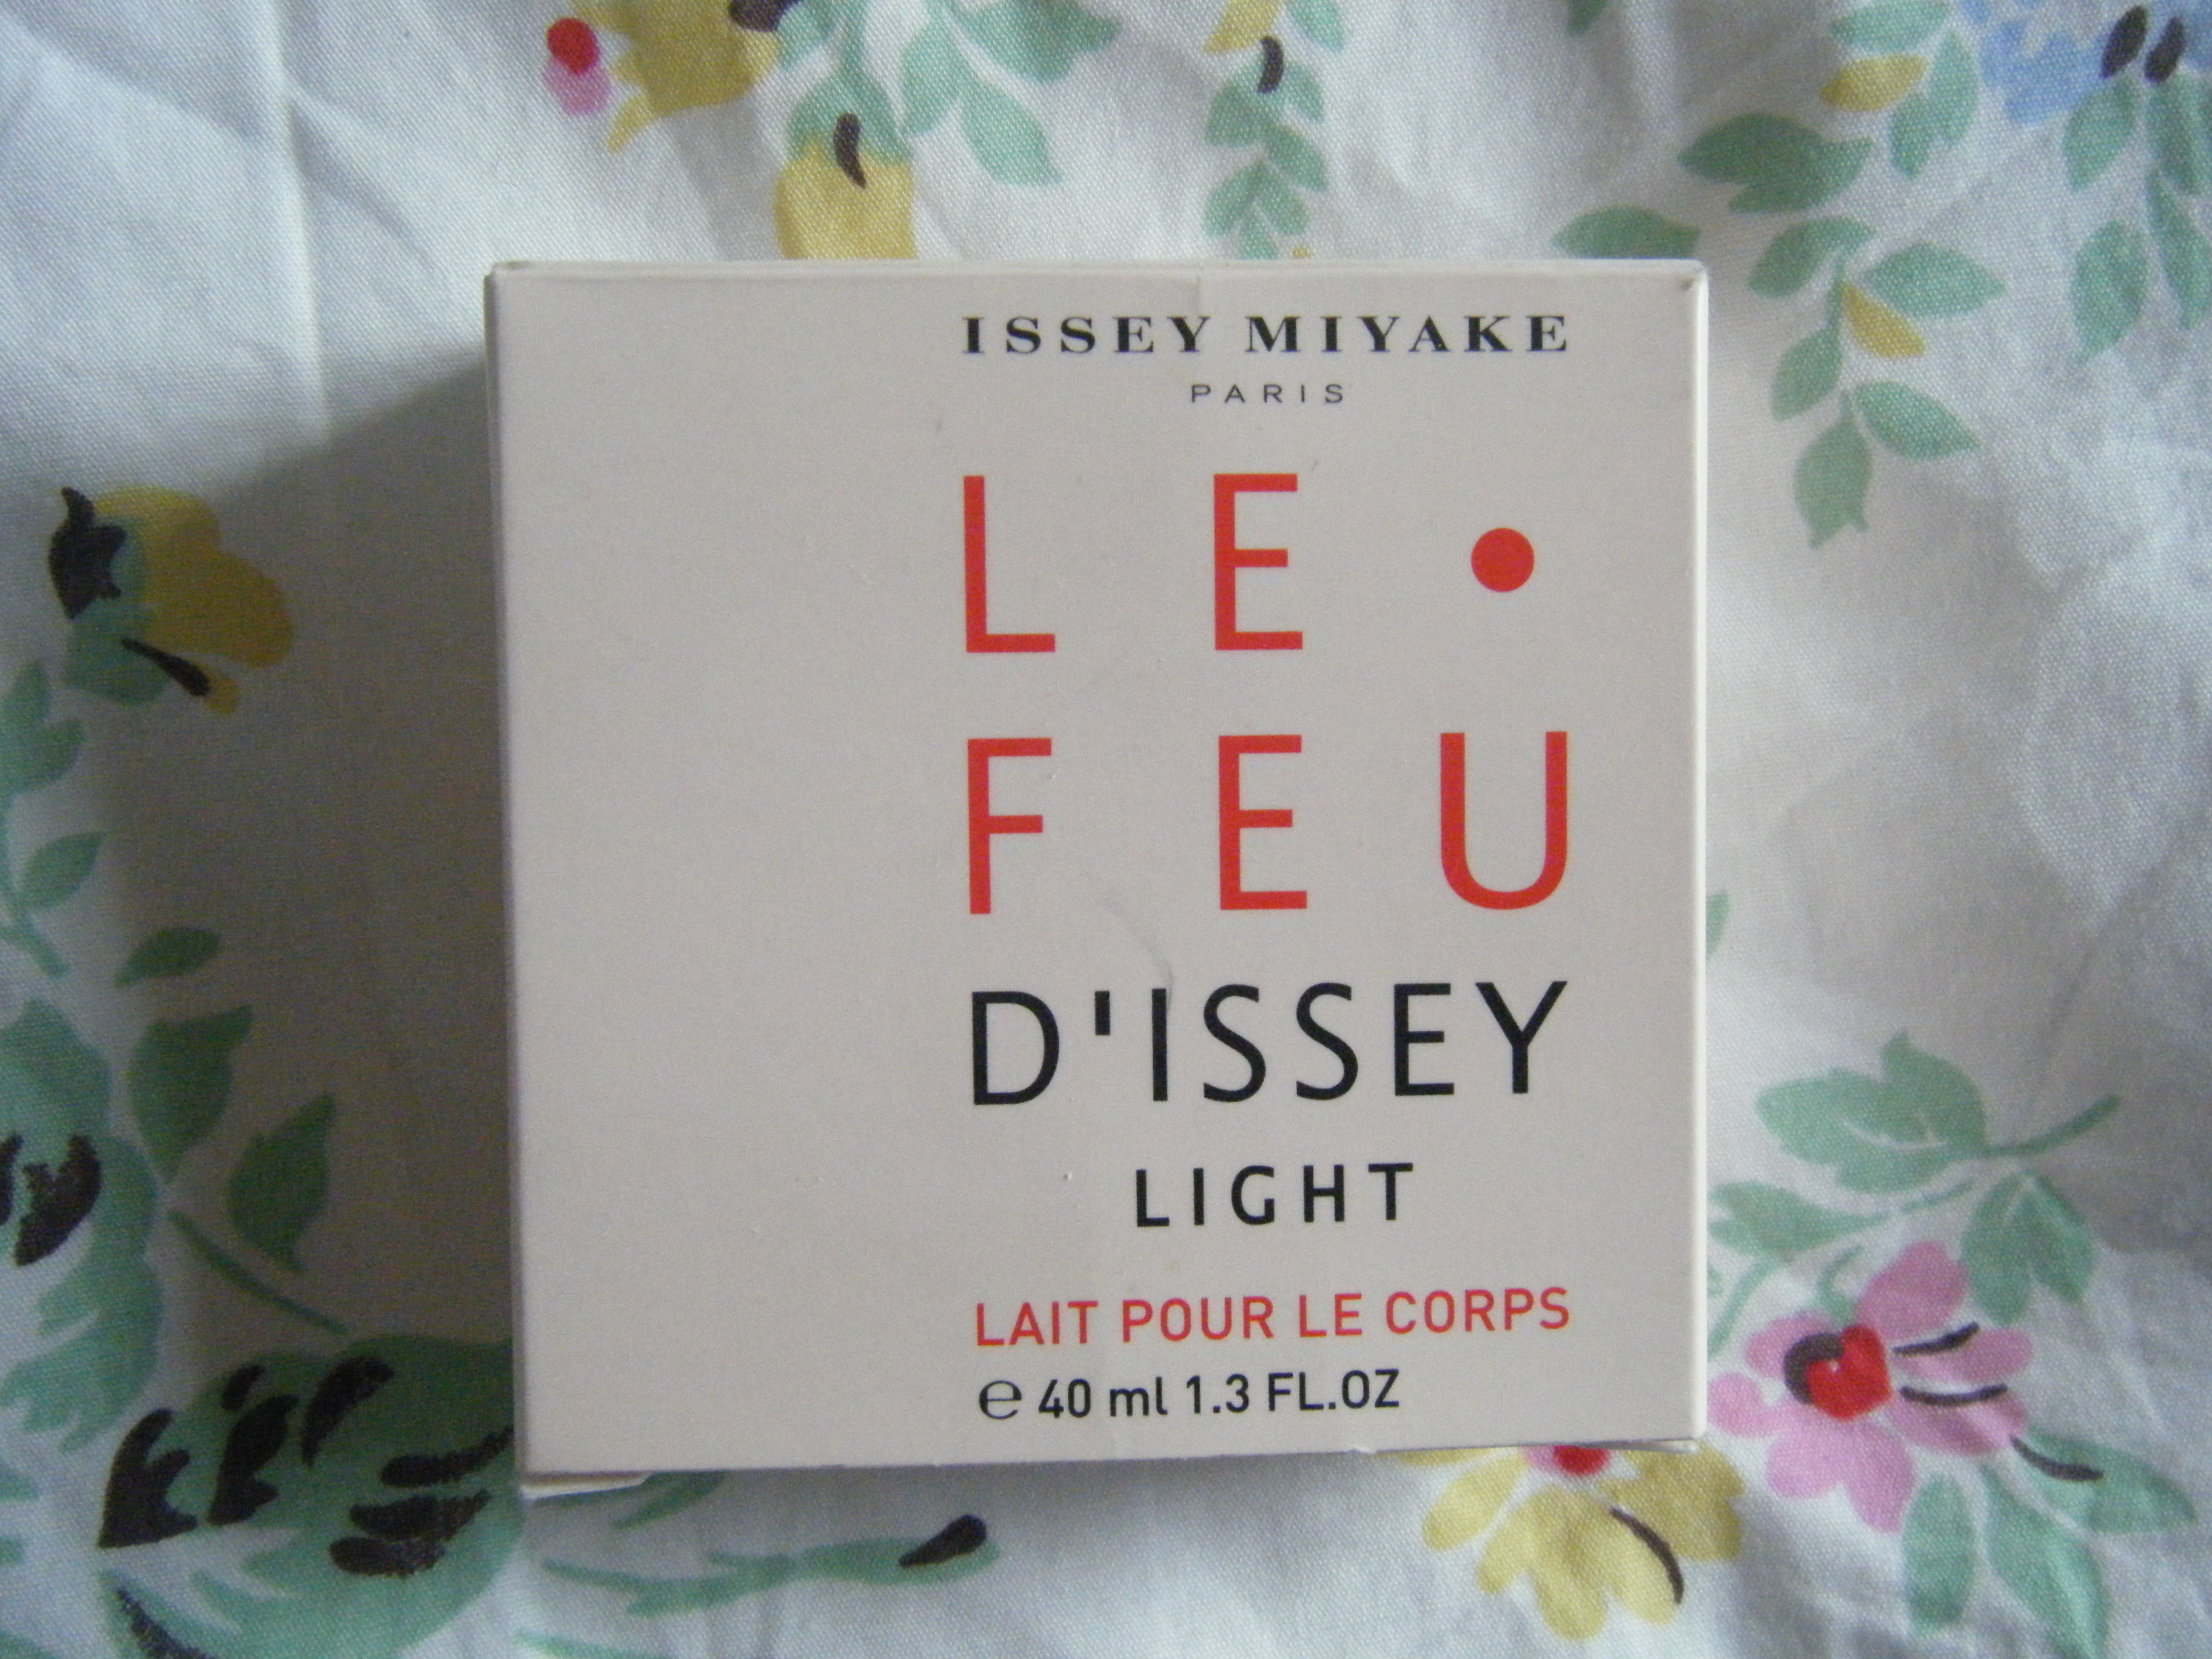 ISSEY MIYAKE
PARIS
LE•
FEU
D'ISSEY
LIGHT
LAIT POUR LE CORPS
℮ 40 ml 1.3 FL.OZ